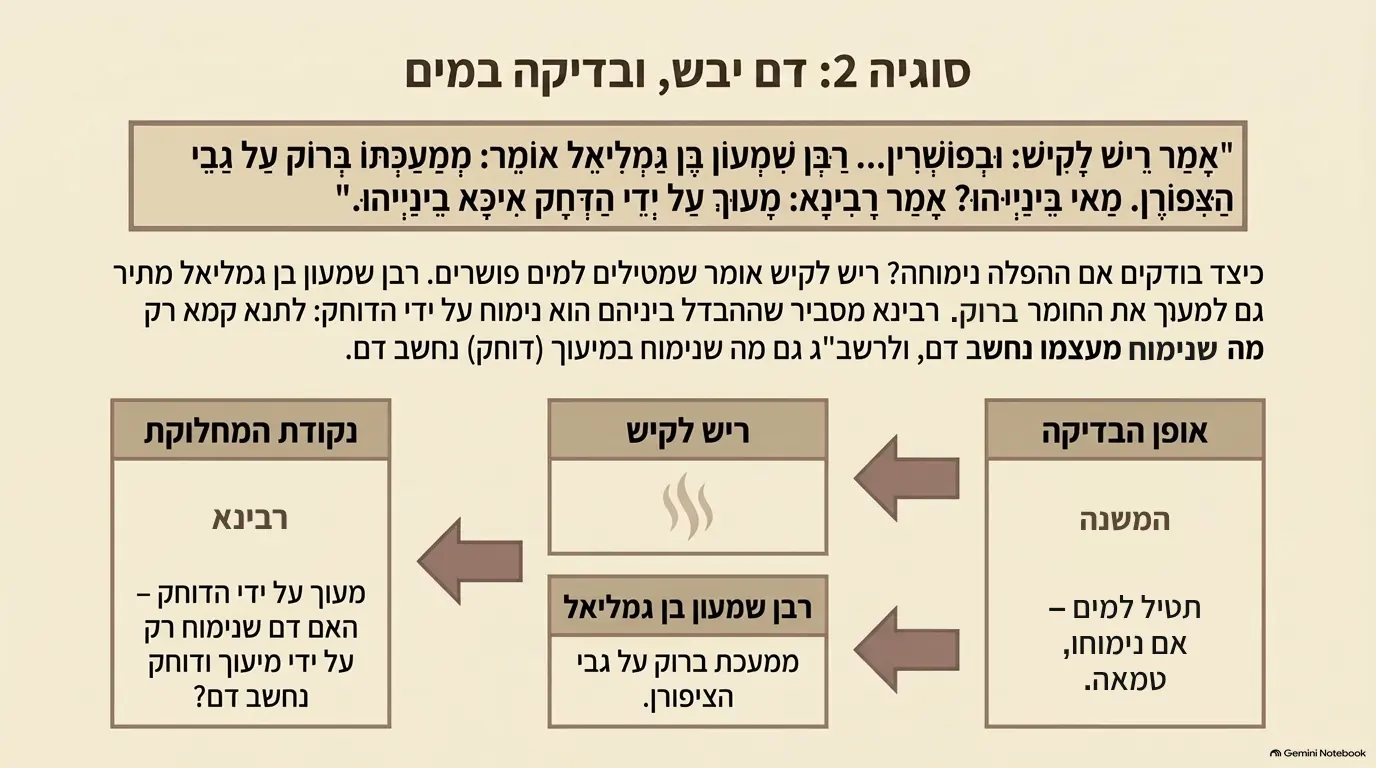 סוגיה 2: דם יבש, ובדיקה במים
"אָמַר רֵישׁ לָקִישׁ: וּבְפוֹשְׁרִין... רַבָּן שִׁמְעוֹן בֶּן גַּמְלִיאֵל אוֹמֵר: מְמַעַכְתּוֹ בְּרוֹק עַל גַּבֵּי
הַצִּפּוֹרֶן. מַאי בֵּינַיְיהוּ? אָמַר רָבִינָא: מָעוּךְ עַל יְדֵי הַדְּחָק אִיכָּא בֵינַיְיהוּ."
כיצד בודקים אם ההפלה נימוחה? ריש לקיש אומר שמטילים למים פושרים. רבן שמעון בן גמליאל מתיר
גם למעוך את החומר ברוק. רבינא מסביר שההבדל ביניהם הוא נימוח על ידי הדוחק: לתנא קמא רק
מה שנימוח מעצמו נחשב דם, ולרשב"ג גם מה שנימוח במיעוך (דוחק) נחשב דם.
אופן הבדיקה
המשנה
תטיל למים –
אם נימוחו,
טמאה.
ריש לקיש
רבן שמעון בן גמליאל
ממעכת ברוק על גבי
הציפורן.
נקודת המחלוקת
רבינא
מעוך על ידי הדוחק –
האם דם שנימוח רק
על ידי מיעוך ודוחק
נחשב דם?
Gemini Notebook